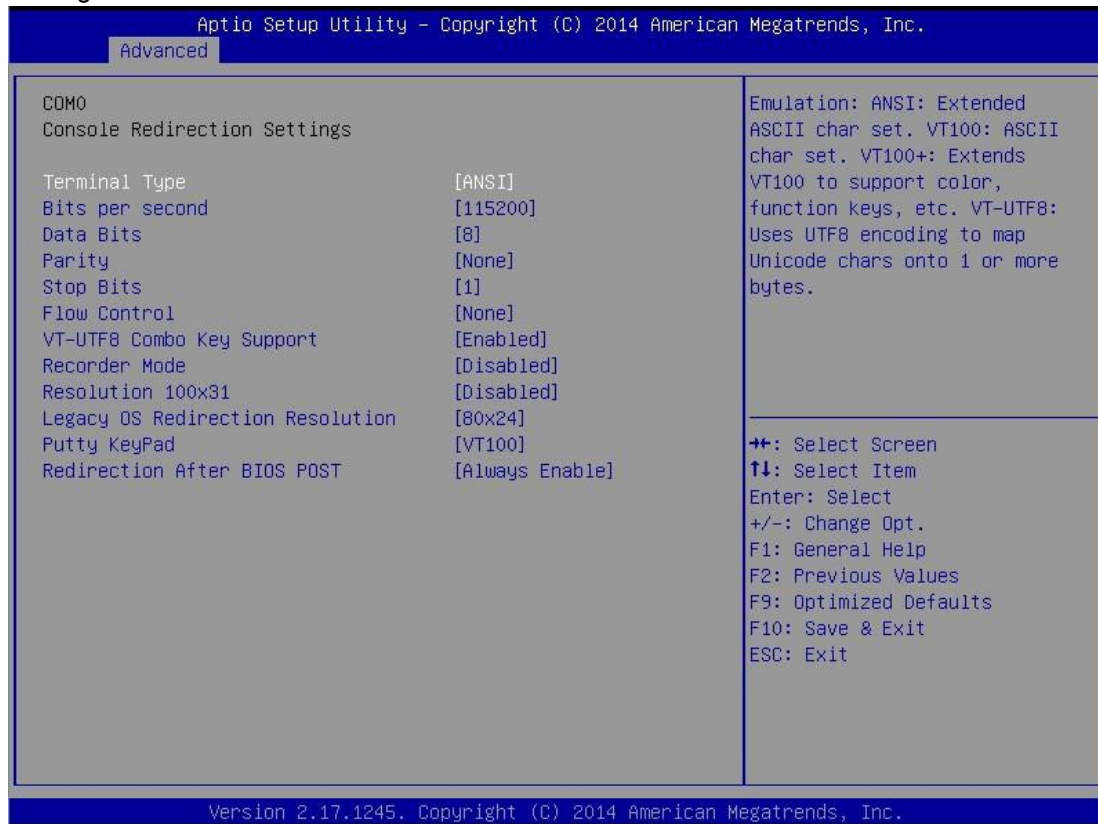 Aptio Setup Utility – Copyright (C) 2014 American Megatrends, Inc.
Advanced
COM0
Console Redirection Settings
Terminal Type [ANSI]
Bits per second [115200]
Data Bits [8]
Parity [None]
Stop Bits [1]
Flow Control [None]
VT-UTF8 Combo Key Support [Enabled]
Recorder Mode [Disabled]
Resolution 100x31 [Disabled]
Legacy OS Redirection Resolution [80x24]
Putty KeyPad [VT100]
Redirection After BIOS POST [Always Enable]
Emulation: ANSI: Extended
ASCII char set. VT100: ASCII
char set. VT100+: Extends
VT100 to support color,
function keys, etc. VT-UTF8:
Uses UTF8 encoding to map
Unicode chars onto 1 or more
bytes.
→←: Select Screen
↑↓: Select Item
Enter: Select
+/-: Change Opt.
F1: General Help
F2: Previous Values
F9: Optimized Defaults
F10: Save & Exit
ESC: Exit
Version 2.17.1245. Copyright (C) 2014 American Megatrends, Inc.